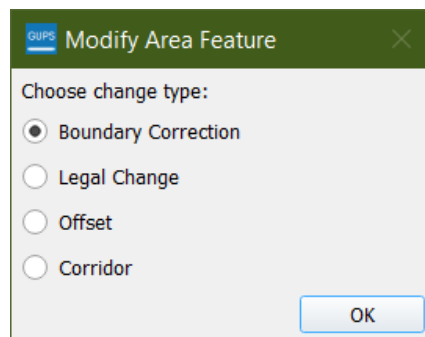 GUPS Modify Area Feature
Choose change type:
Boundary Correction
Legal Change
Offset
Corridor
OK